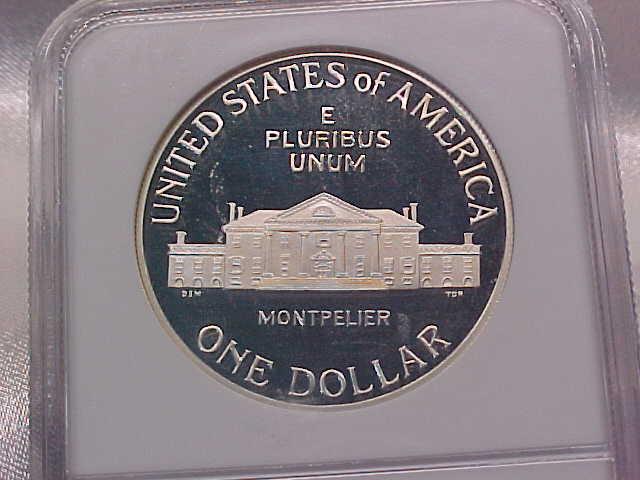 UNITED STATES of AMERICA
E
PLURIBUS
UNUM
MONTPELIER
ONE DOLLAR